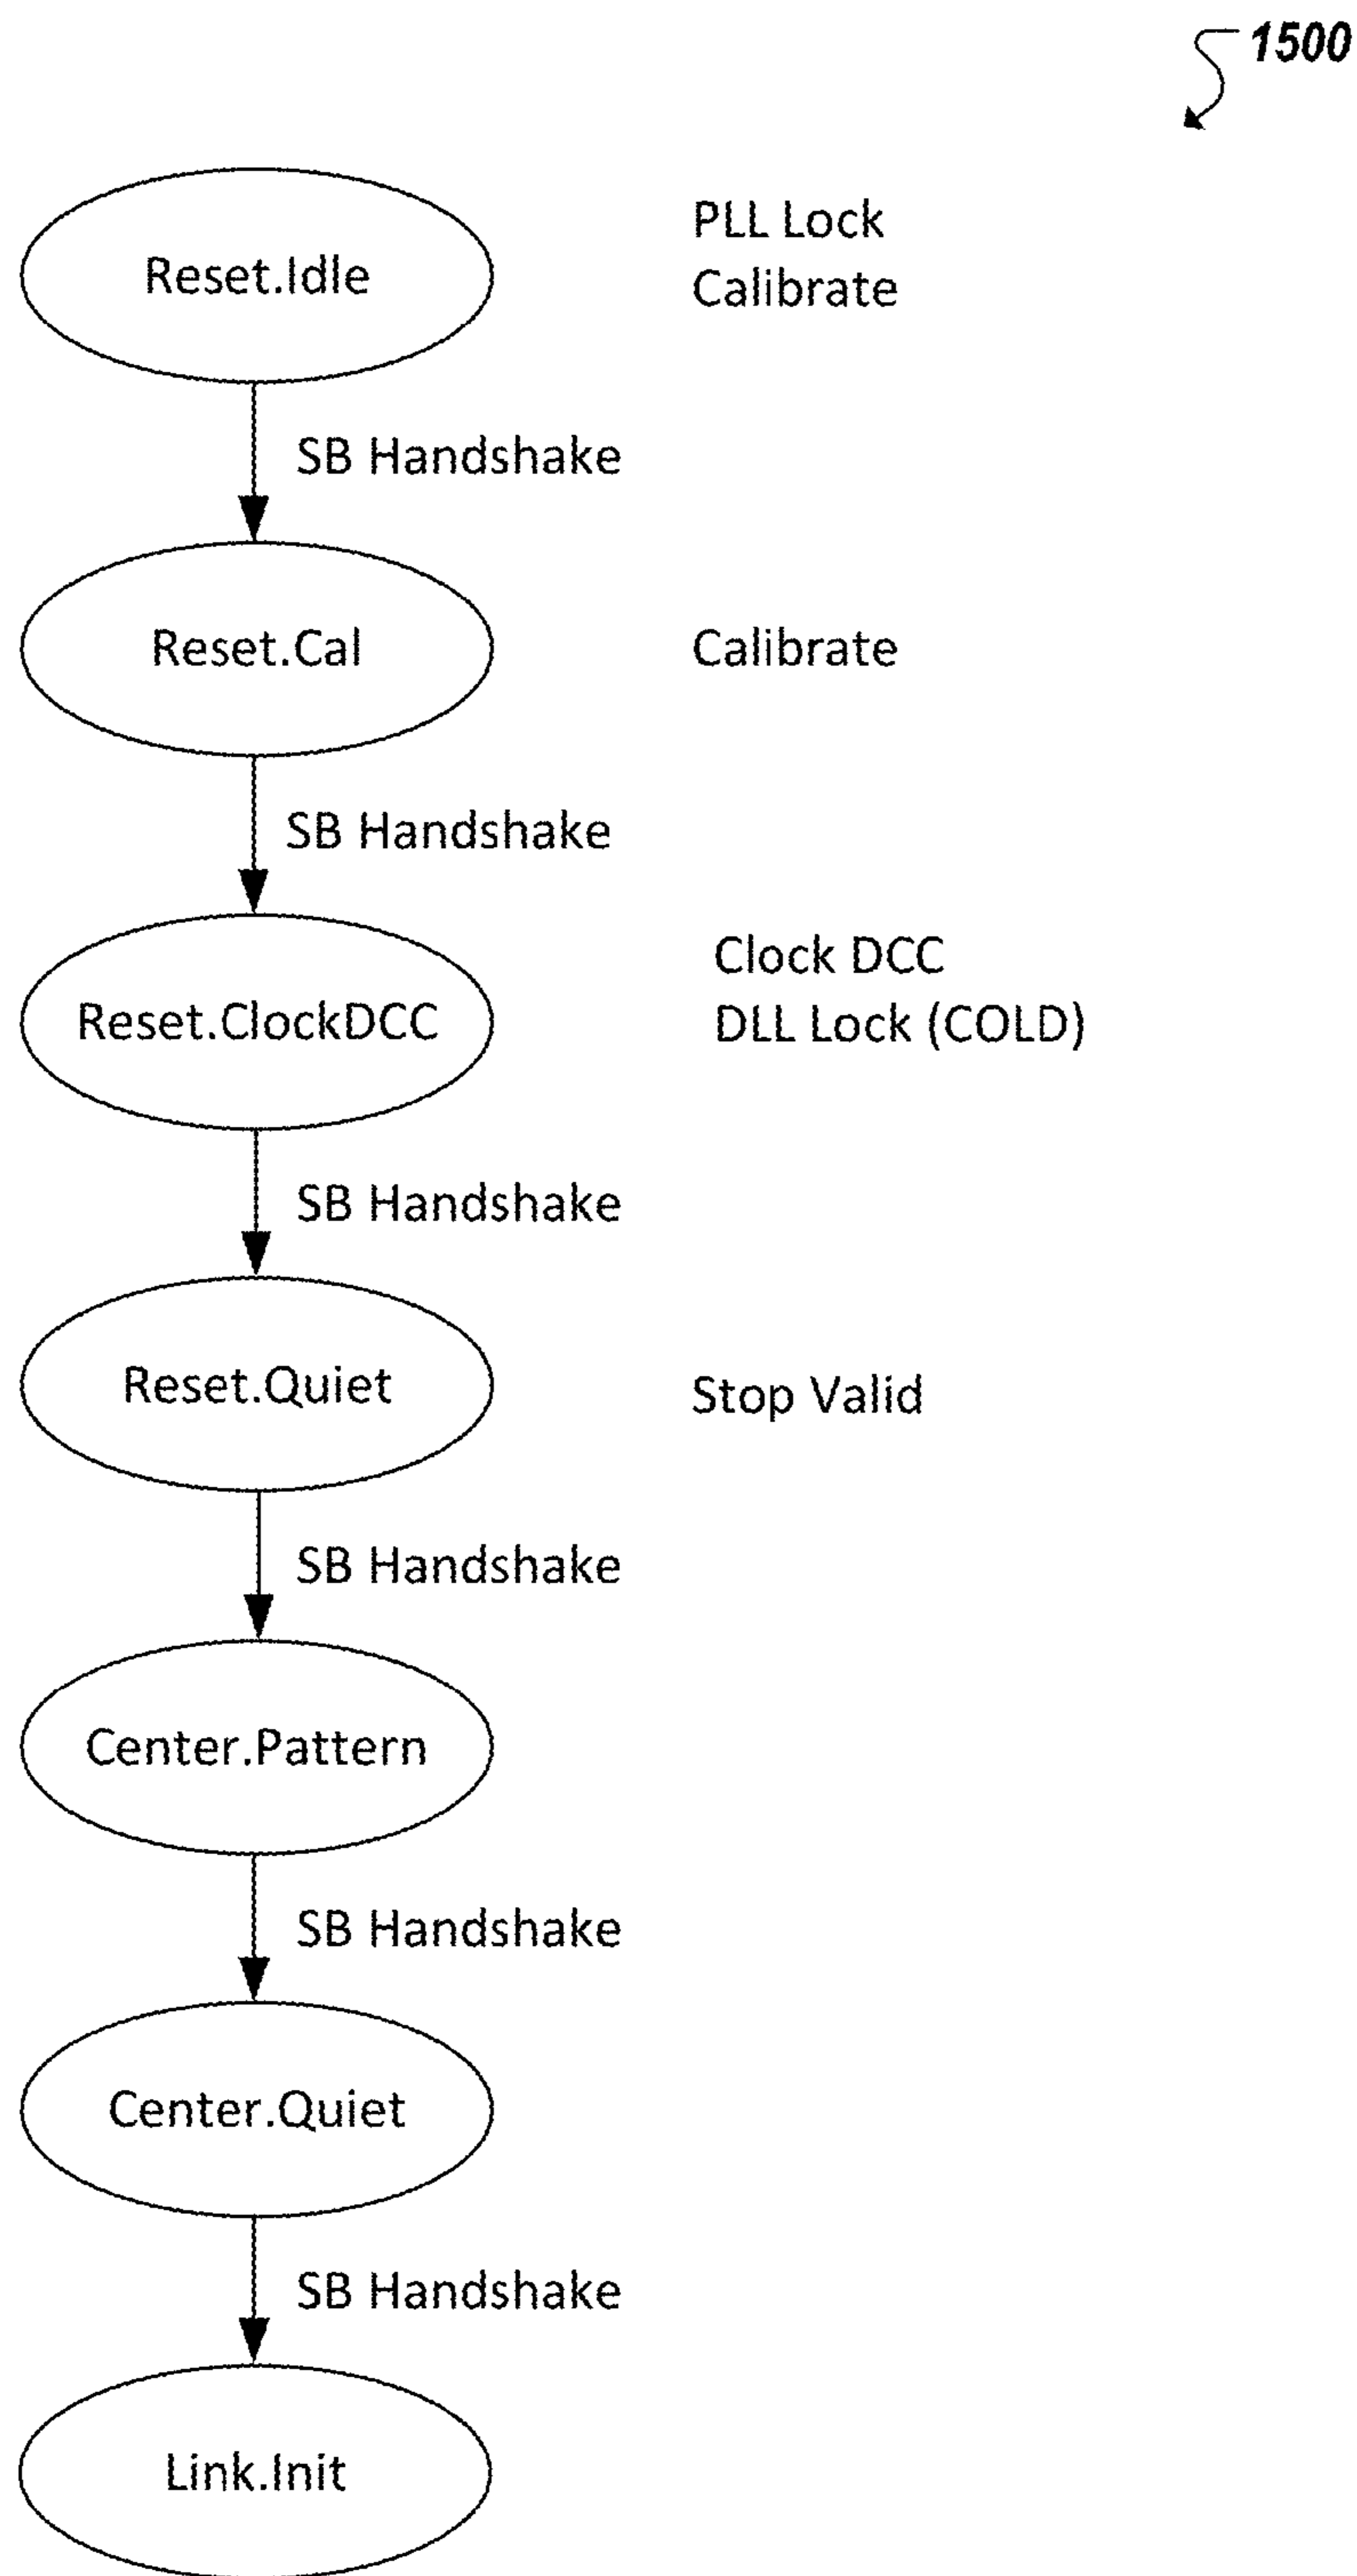 1500
Reset.Idle
PLL Lock
Calibrate
SB Handshake
Reset.Cal
Calibrate
SB Handshake
Reset.ClockDCC
Clock DCC
DLL Lock (COLD)
SB Handshake
Reset.Quiet
Stop Valid
SB Handshake
Center.Pattern
SB Handshake
Center.Quiet
SB Handshake
Link.Init